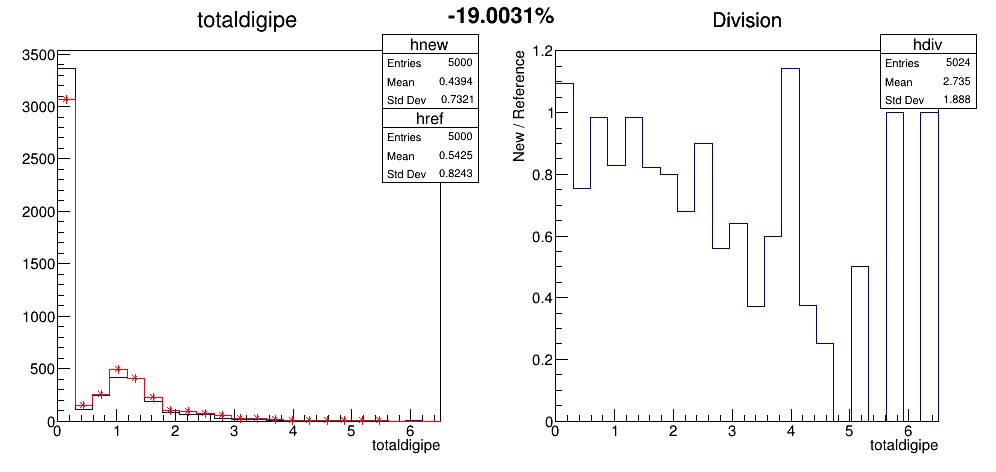 -19.0031%
totaldigipe
hnew
Entries 5000
Mean 0.4394
Std Dev 0.7321
href
Entries 5000
Mean 0.5425
Std Dev 0.8243
3500
3000
2500
2000
1500
1000
500
0
0 1 2 3 4 5 6
totaldigipe
Division
hdiv
Entries 5024
Mean 2.735
Std Dev 1.888
New / Reference
1.2
1
0.8
0.6
0.4
0.2
0
0 1 2 3 4 5 6
totaldigipe